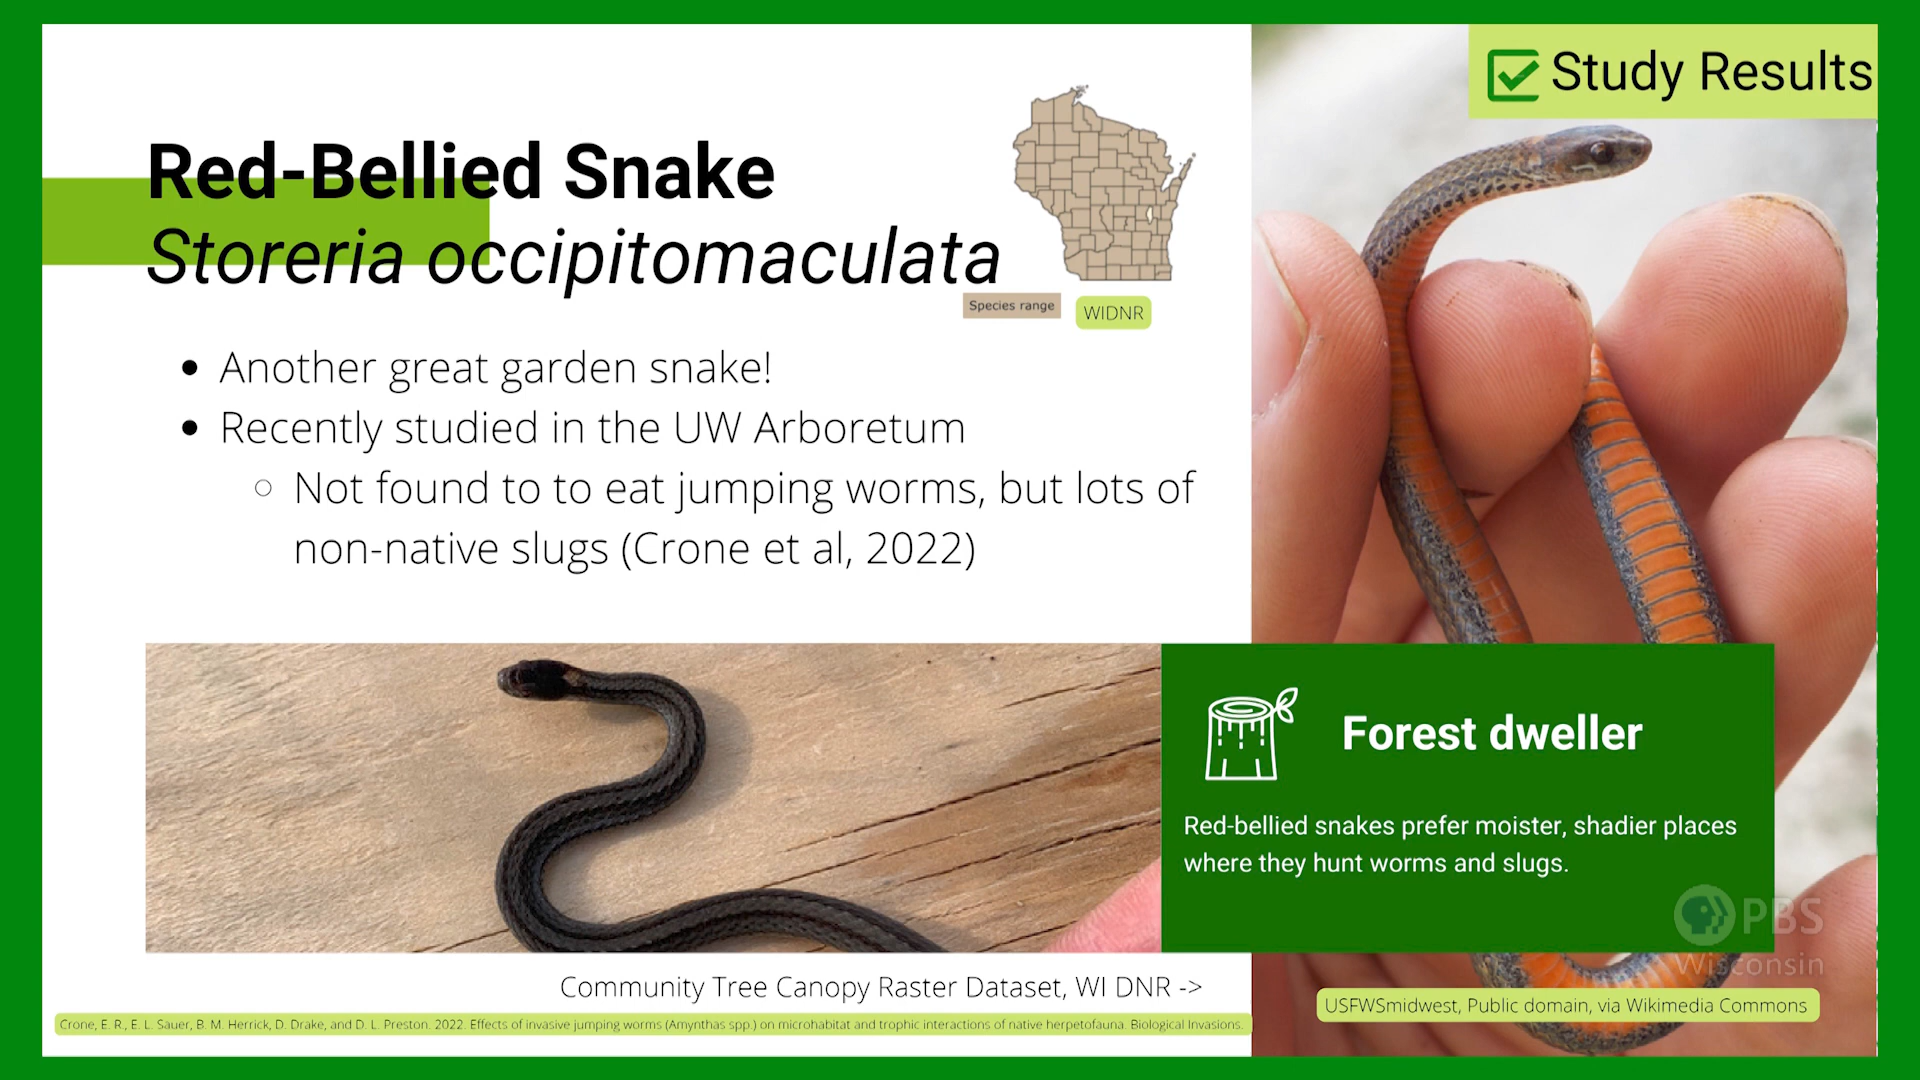 Study Results
Red-Bellied Snake
Storeria occipitomaculata
Species range
WIDNR
Another great garden snake!
Recently studied in the UW Arboretum
Not found to to eat jumping worms, but lots of
non-native slugs (Crone et al, 2022)
Forest dweller
Red-bellied snakes prefer moister, shadier places
where they hunt worms and slugs.
PBS
Wisconsin
Community Tree Canopy Raster Dataset, WI DNR ->
USFWSmidwest, Public domain, via Wikimedia Commons
Crone, E. R., E. L. Sauer, B. M. Herrick, D. Drake, and D. L. Preston. 2022. Effects of invasive jumping worms (Amynthas spp.) on microhabitat and trophic interactions of native herpetofauna. Biological Invasions.